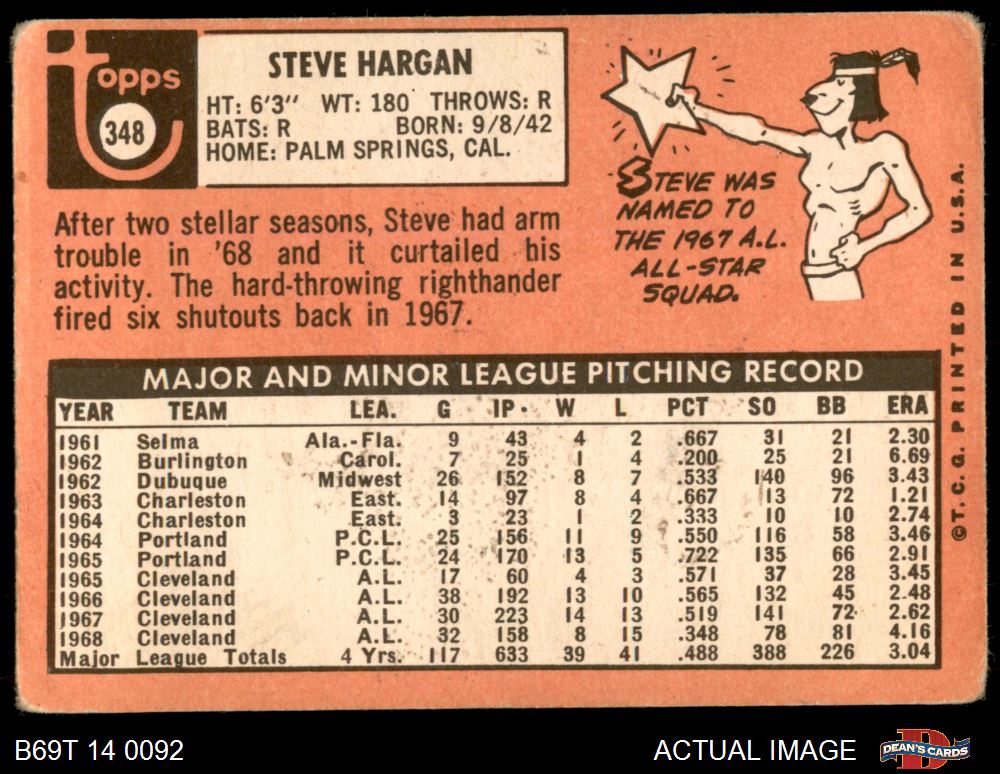 Topps
348
STEVE HARGAN
HT: 6'3" WT: 180 THROWS: R
BATS: R BORN: 9/8/42
HOME: PALM SPRINGS, CAL.
STEVE WAS
NAMED TO
THE 1967 A.L.
ALL-STAR
SQUAD.
After two stellar seasons, Steve had arm
trouble in '68 and it curtailed his
activity. The hard-throwing righthander
fired six shutouts back in 1967.
MAJOR AND MINOR LEAGUE PITCHING RECORD
YEAR TEAM LEA. G IP. W L PCT SO BB ERA
1961 Selma Ala.-Fla. 9 43 4 2 .667 31 21 2.30
1962 Burlington Carol. 7 25 1 4 .200 25 21 6.69
1962 Dubuque Midwest 26 152 8 7 .533 140 96 3.43
1963 Charleston East. 14 97 8 4 .667 13 72 1.21
1964 Charleston East. 3 23 1 2 .333 10 10 2.74
1964 Portland P.C.L. 25 156 11 9 .550 116 58 3.46
1965 Portland P.C.L. 24 170 13 5 .722 135 66 2.91
1965 Cleveland A.L. 17 60 4 3 .571 37 28 3.45
1966 Cleveland A.L. 38 192 13 10 .565 132 45 2.48
1967 Cleveland A.L. 30 223 14 13 .519 141 72 2.62
1968 Cleveland A.L. 32 158 8 15 .348 78 81 4.16
Major League Totals 4 Yrs. 117 633 39 41 .488 388 226 3.04
© T. C. G. PRINTED IN U.S.A.
B69T 14 0092
ACTUAL IMAGE
DEAN'S CARDS